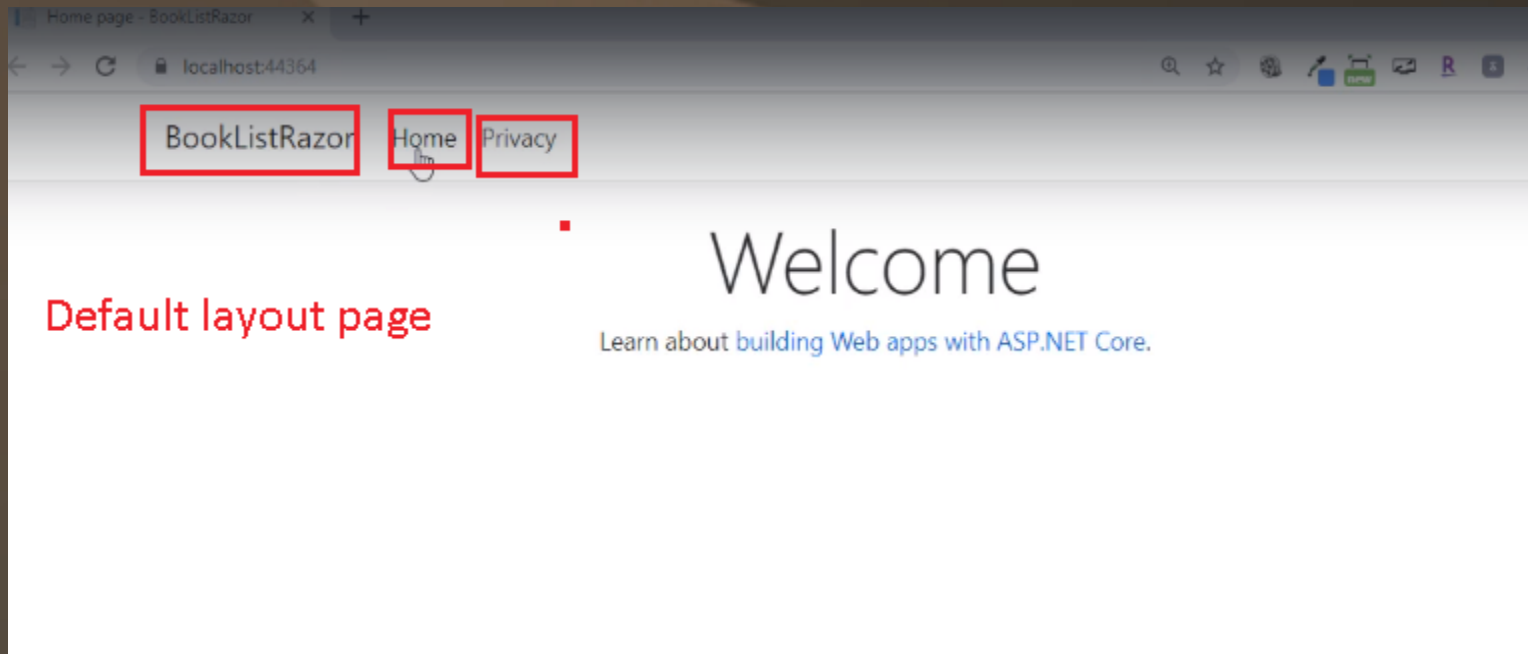 Home page - BookListRazor
localhost:44364
new
R
BookListRazor Home Privacy
Welcome
Default layout page
Learn about building Web apps with ASP.NET Core.